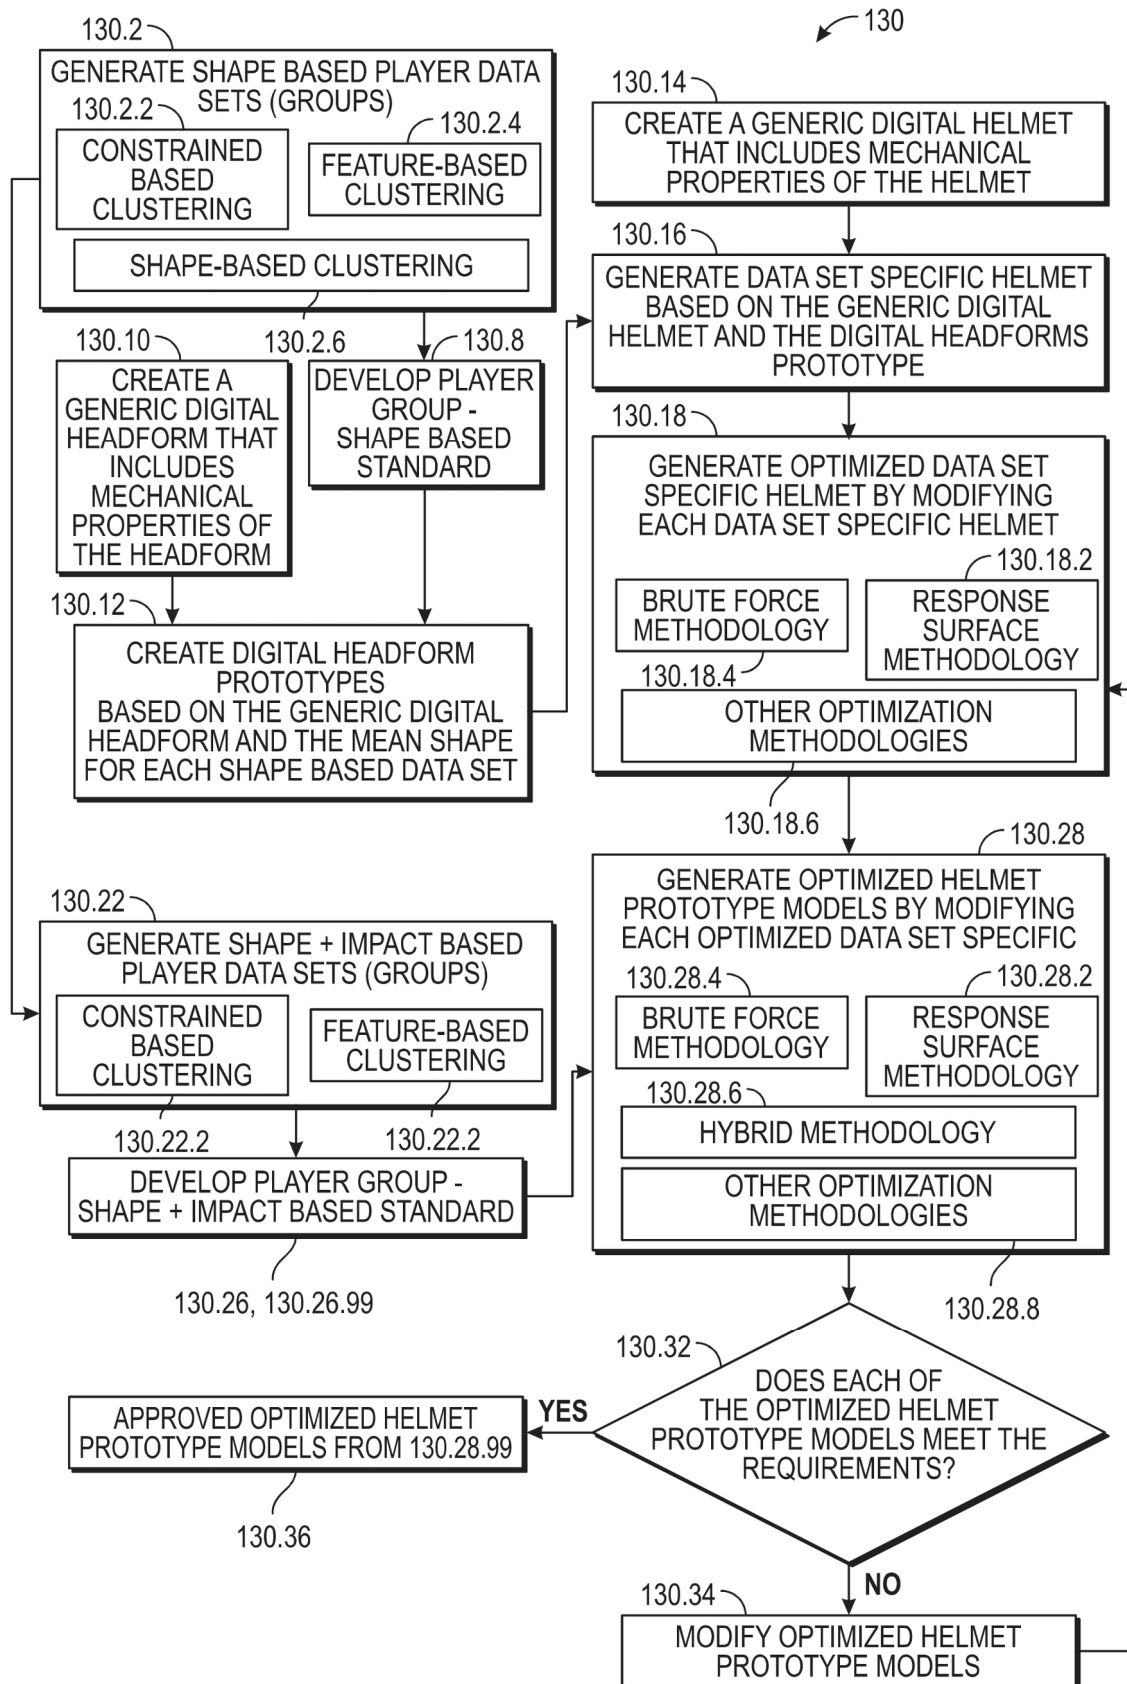 130
130.2
GENERATE SHAPE BASED PLAYER DATA
SETS (GROUPS)
130.2.2
CONSTRAINED
BASED
CLUSTERING
130.2.4
FEATURE-BASED
CLUSTERING
SHAPE-BASED CLUSTERING
130.2.6
130.10
CREATE A
GENERIC DIGITAL
HEADFORM THAT
INCLUDES
MECHANICAL
PROPERTIES OF
THE HEADFORM
130.8
DEVELOP PLAYER
GROUP -
SHAPE BASED
STANDARD
130.12
CREATE DIGITAL HEADFORM
PROTOTYPES
BASED ON THE GENERIC DIGITAL
HEADFORM AND THE MEAN SHAPE
FOR EACH SHAPE BASED DATA SET
130.14
CREATE A GENERIC DIGITAL HELMET
THAT INCLUDES MECHANICAL
PROPERTIES OF THE HELMET
130.16
GENERATE DATA SET SPECIFIC HELMET
BASED ON THE GENERIC DIGITAL
HELMET AND THE DIGITAL HEADFORMS
PROTOTYPE
130.18
GENERATE OPTIMIZED DATA SET
SPECIFIC HELMET BY MODIFYING
EACH DATA SET SPECIFIC HELMET
130.18.2
BRUTE FORCE
METHODOLOGY
RESPONSE
SURFACE
METHODOLOGY
130.18.4
OTHER OPTIMIZATION
METHODOLOGIES
130.18.6
130.22
GENERATE SHAPE + IMPACT BASED
PLAYER DATA SETS (GROUPS)
CONSTRAINED
BASED
CLUSTERING
FEATURE-BASED
CLUSTERING
130.22.2
130.22.2
DEVELOP PLAYER GROUP -
SHAPE + IMPACT BASED STANDARD
130.26, 130.26.99
130.28
GENERATE OPTIMIZED HELMET
PROTOTYPE MODELS BY MODIFYING
EACH OPTIMIZED DATA SET SPECIFIC
130.28.4
130.28.2
BRUTE FORCE
METHODOLOGY
RESPONSE
SURFACE
METHODOLOGY
130.28.6
HYBRID METHODOLOGY
OTHER OPTIMIZATION
METHODOLOGIES
130.28.8
130.32
DOES EACH OF
THE OPTIMIZED HELMET
PROTOTYPE MODELS MEET THE
REQUIREMENTS?
YES
APPROVED OPTIMIZED HELMET
PROTOTYPE MODELS FROM 130.28.99
130.36
NO
130.34
MODIFY OPTIMIZED HELMET
PROTOTYPE MODELS